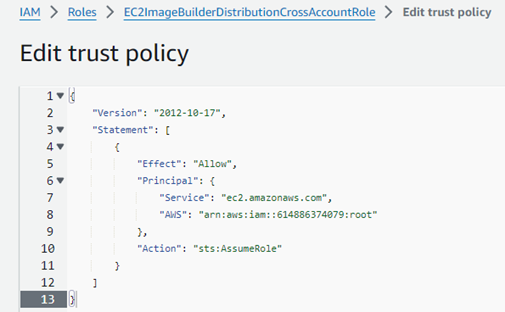 IAM > Roles > EC2ImageBuilderDistributionCrossAccountRole > Edit trust policy
Edit trust policy
1 {
2 "Version": "2012-10-17",
3 "Statement": [
4 {
5 "Effect": "Allow",
6 "Principal": {
7 "Service": "ec2.amazonaws.com",
8 "AWS": "arn:aws:iam::614886374079:root"
9 },
10 "Action": "sts:AssumeRole"
11 }
12 ]
13 }